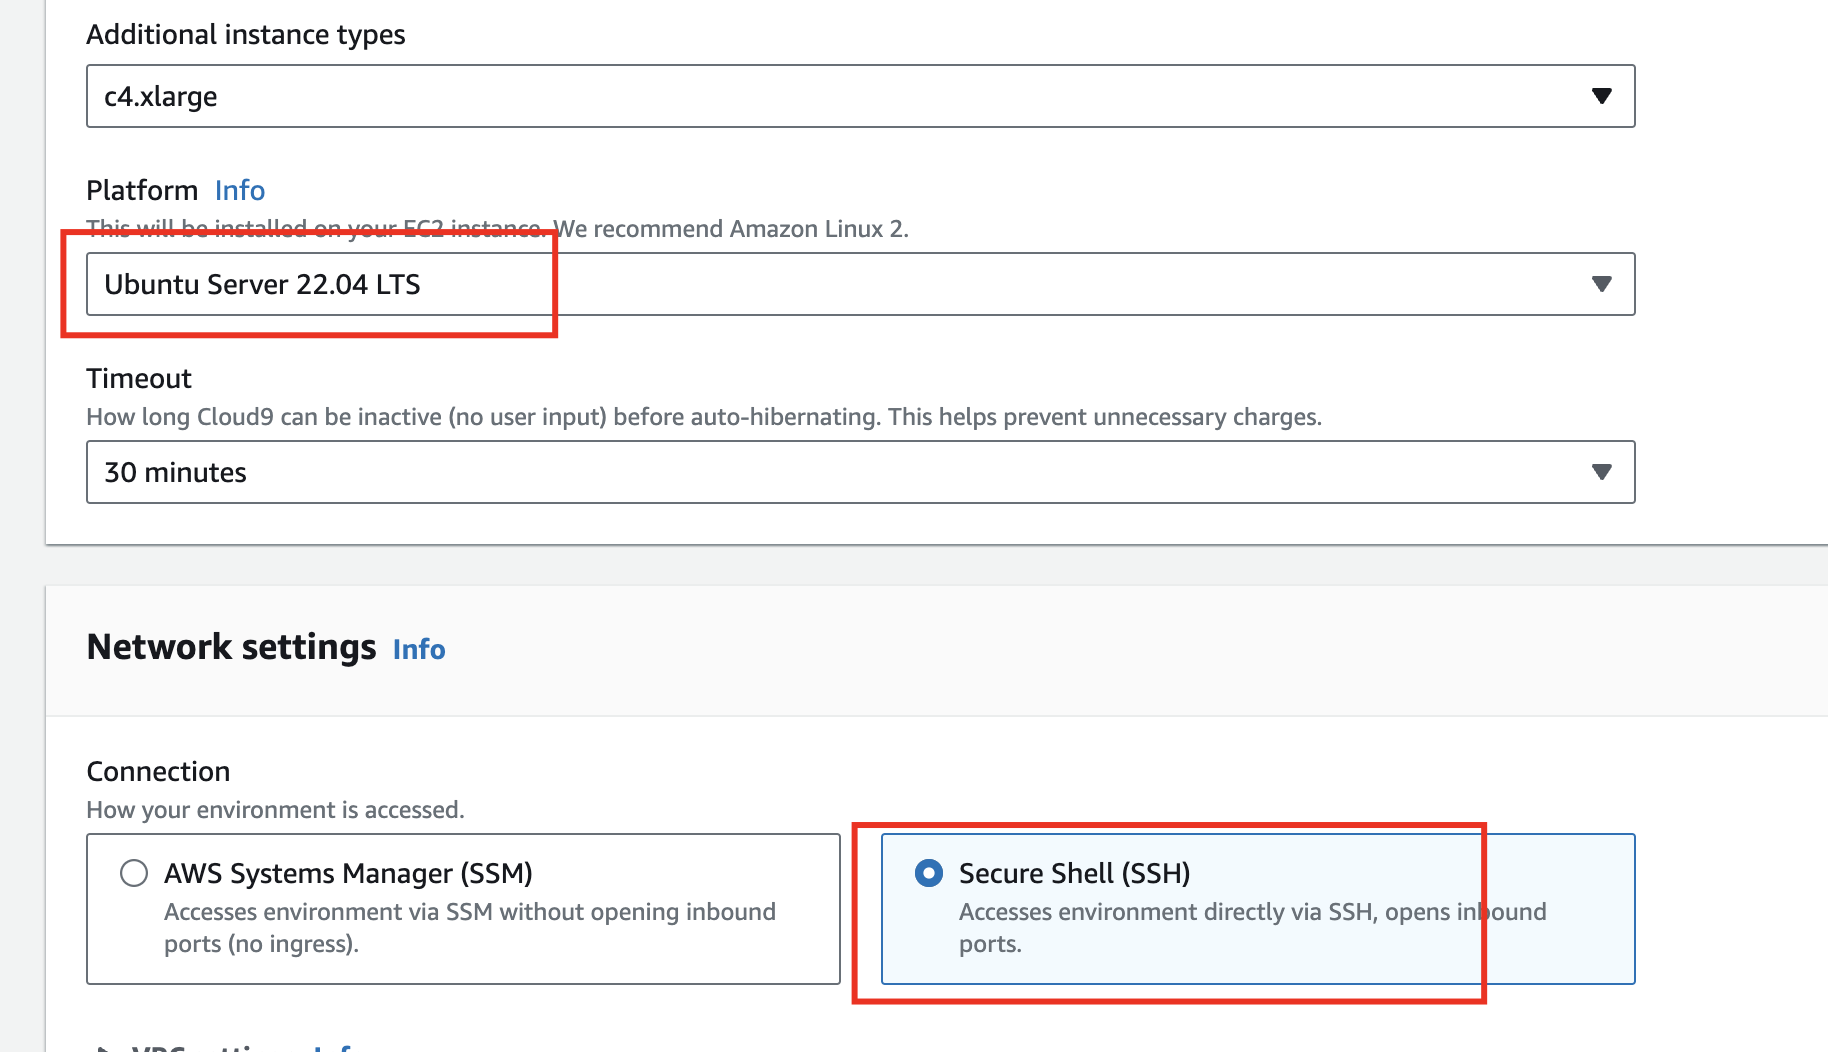 Additional instance types
c4.xlarge
Platform Info
This will be installed on your EC2 instance. We recommend Amazon Linux 2.
Ubuntu Server 22.04 LTS
Timeout
How long Cloud9 can be inactive (no user input) before auto-hibernating. This helps prevent unnecessary charges.
30 minutes
Network settings Info
Connection
How your environment is accessed.
AWS Systems Manager (SSM)
Accesses environment via SSM without opening inbound
ports (no ingress).
Secure Shell (SSH)
Accesses environment directly via SSH, opens inbound
ports.